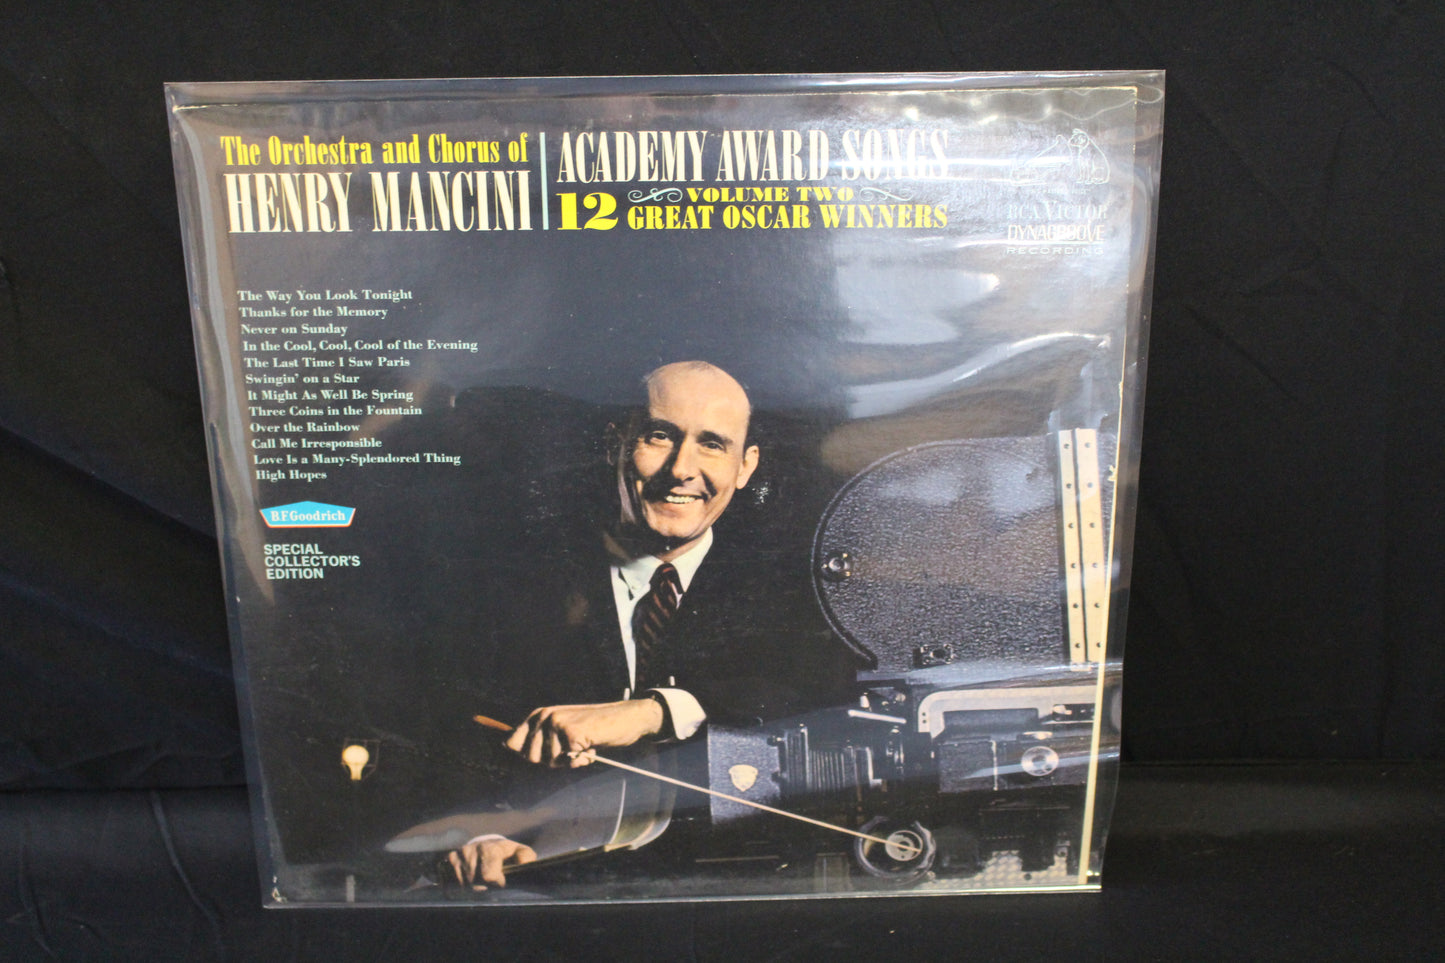 The Orchestra and Chorus of
HENRY MANCINI
ACADEMY AWARD SONGS
VOLUME TWO
12 GREAT OSCAR WINNERS
RCA VICTOR
DYNAGROOVE
RECORDING
The Way You Look Tonight
Thanks for the Memory
Never on Sunday
In the Cool, Cool, Cool of the Evening
The Last Time I Saw Paris
Swingin' on a Star
It Might As Well Be Spring
Three Coins in the Fountain
Over the Rainbow
Call Me Irresponsible
Love Is a Many-Splendored Thing
High Hopes
B.F.Goodrich
SPECIAL
COLLECTOR'S
EDITION